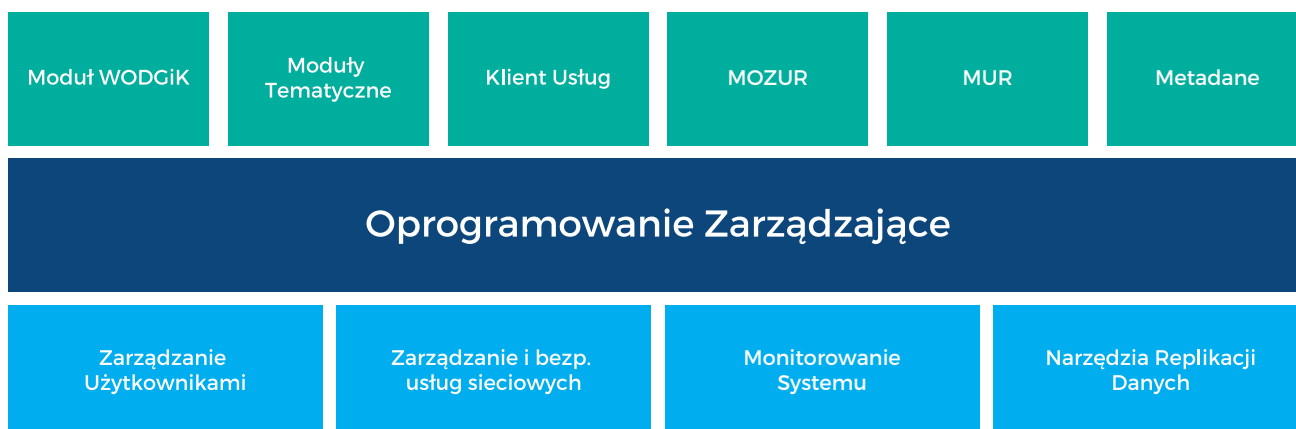 Moduł WODGiK
Moduły
Tematyczne
Klient Usług
MOZUR
MUR
Metadane
Oprogramowanie Zarządzające
Zarządzanie
Użytkownikami
Zarządzanie i bezp.
usług sieciowych
Monitorowanie
Systemu
Narzędzia Replikacji
Danych